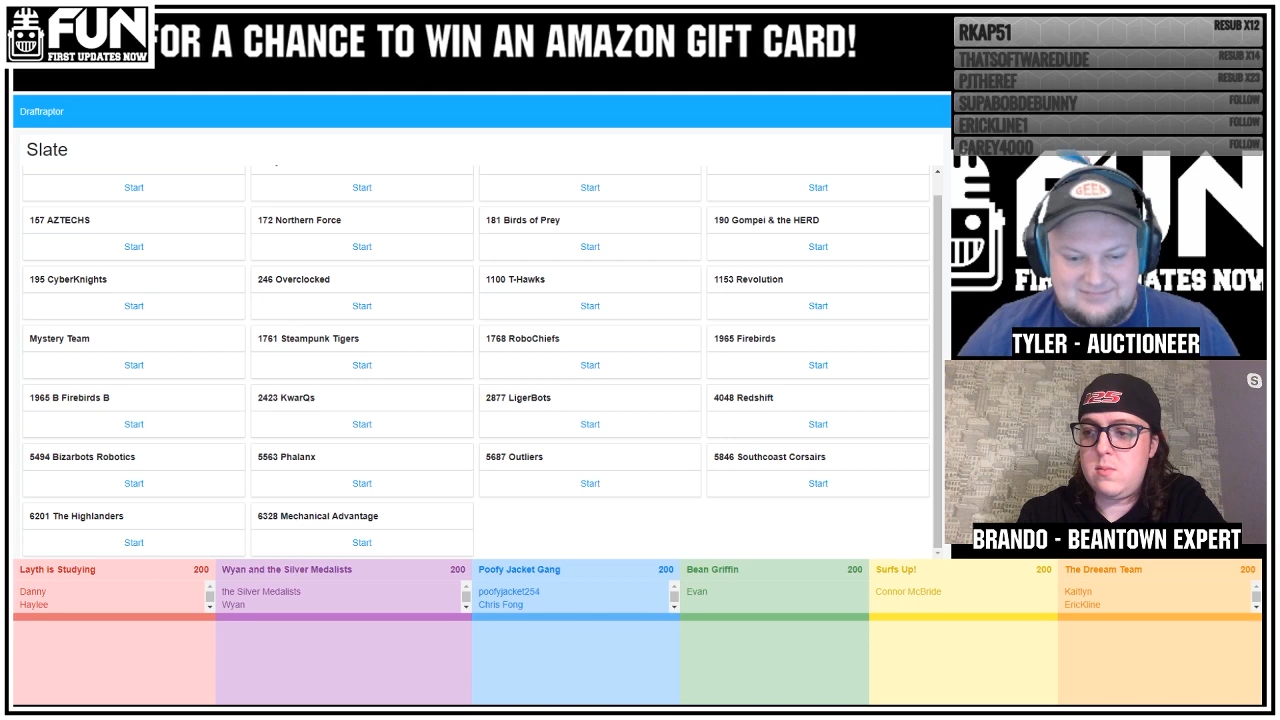 FUN
FIRST UPDATES NOW
FOR A CHANCE TO WIN AN AMAZON GIFT CARD!
RKAP51 RESUB X12
THATSOFTWAREDUDE RESUB X14
PJTHEREF RESUB X23
SUPABOBDEBUNNY FOLLOW
ERICKLINE1 FOLLOW
CAREY4000 FOLLOW
Draftraptor
Slate
Start Start Start Start
157 AZTECHS 172 Northern Force 181 Birds of Prey 190 Gompei & the HERD
Start Start Start Start
195 CyberKnights 246 Overclocked 1100 T-Hawks 1153 Revolution
Start Start Start Start
Mystery Team 1761 Steampunk Tigers 1768 RoboChiefs 1965 Firebirds
Start Start Start Start
1965 B Firebirds B 2423 KwarQs 2877 LigerBots 4048 Redshift
Start Start Start Start
5494 Bizarbots Robotics 5563 Phalanx 5687 Outliers 5846 Southcoast Corsairs
Start Start Start Start
6201 The Highlanders 6328 Mechanical Advantage
Start Start
GEEK
TYLER - AUCTIONEER
125
BRANDO - BEANTOWN EXPERT
Layth is Studying 200 Wyan and the Silver Medalists 200 Poofy Jacket Gang 200 Bean Griffin 200 Surfs Up! 200 The Dreeam Team 200
Danny the Silver Medalists poofyjacket254 Evan Connor McBride Kaitlyn
Haylee Wyan Chris Fong EricKline